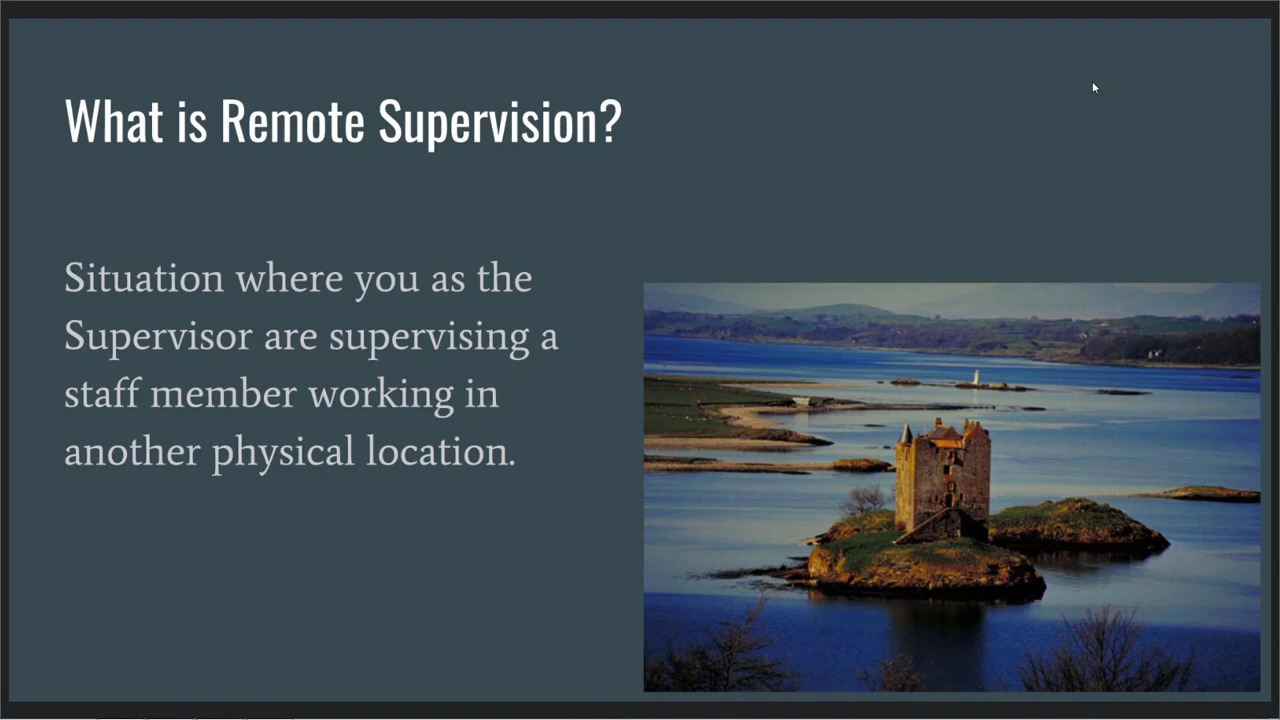 What is Remote Supervision?
Situation where you as the
Supervisor are supervising a
staff member working in
another physical location.